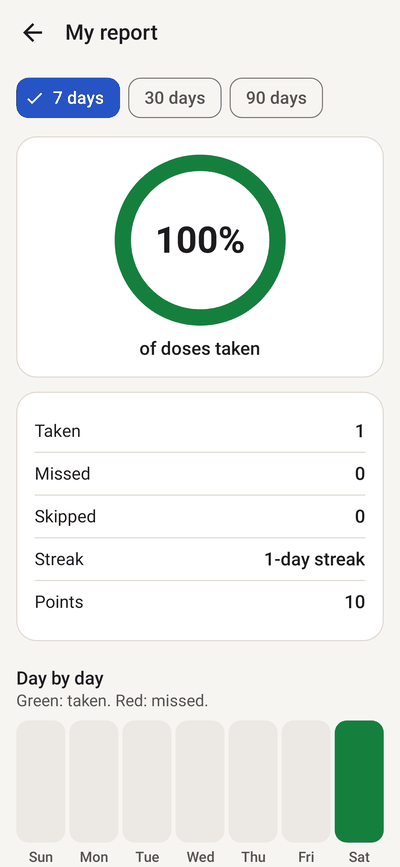 My report
7 days
30 days
90 days
100%
of doses taken
Taken 1
Missed 0
Skipped 0
Streak 1-day streak
Points 10
Day by day
Green: taken. Red: missed.
Sun Mon Tue Wed Thu Fri Sat